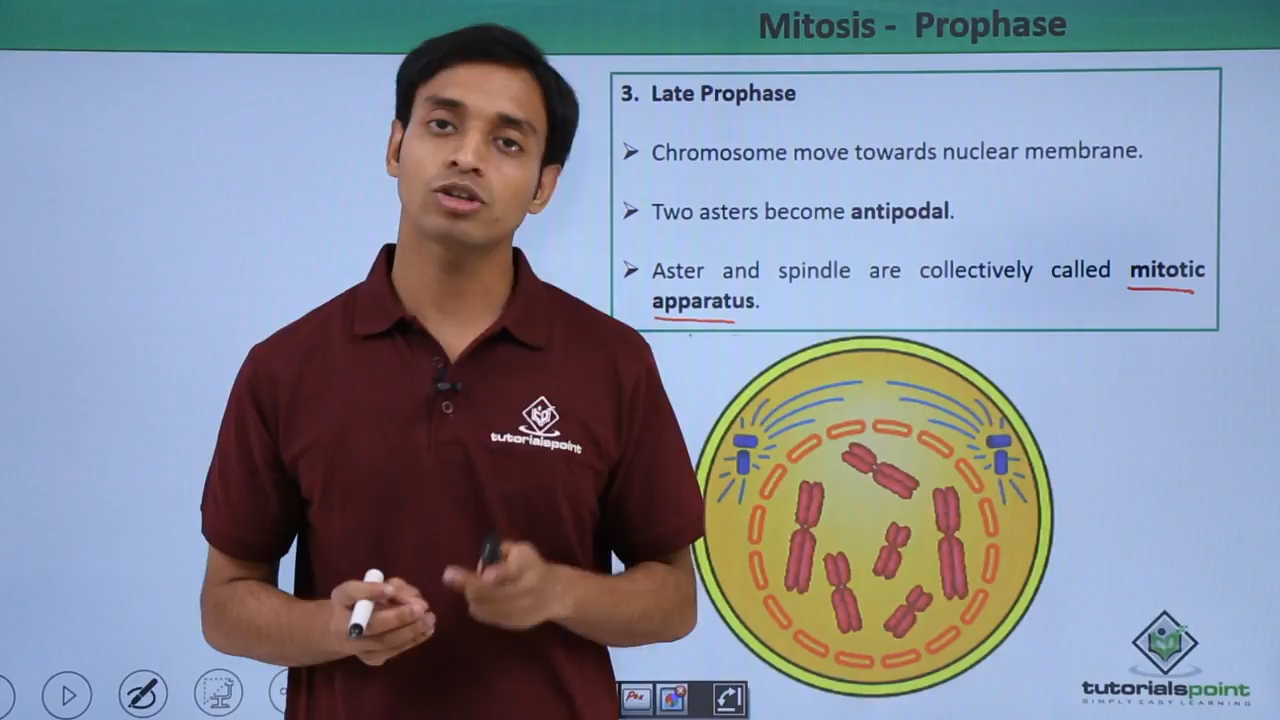 Mitosis - Prophase
3. Late Prophase
➢ Chromosome move towards nuclear membrane.
➢ Two asters become antipodal.
➢ Aster and spindle are collectively called mitotic
apparatus.
tutorialspoint
Pen
tutorialspoint
SIMPLY EASY LEARNING